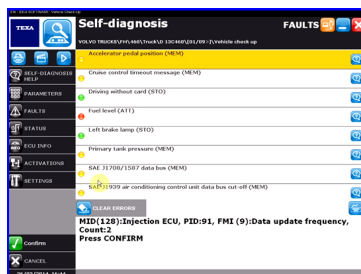 TEXA
Self-diagnosis
FAULTS
VOLVO TRUCKS>FH\460\Truck\D 13C460\[01/09>]\Vehicle check up
Accelerator pedal position (MEM)
Cruise control timeout message (MEM)
Driving without card (STO)
Fuel level (ATT)
Left brake lamp (STO)
Primary tank pressure (MEM)
SAE J1708/1587 data bus (MEM)
SAE J1939 air conditioning control unit data bus cut-off (MEM)
SELF-DIAGNOSIS
HELP
PARAMETERS
FAULTS
STATUS
ECU INFO
ACTIVATIONS
SETTINGS
Confirm
CANCEL
CLEAR ERRORS
MID(128):Injection ECU, PID:91, FMI (9):Data update frequency,
Count:2
Press CONFIRM